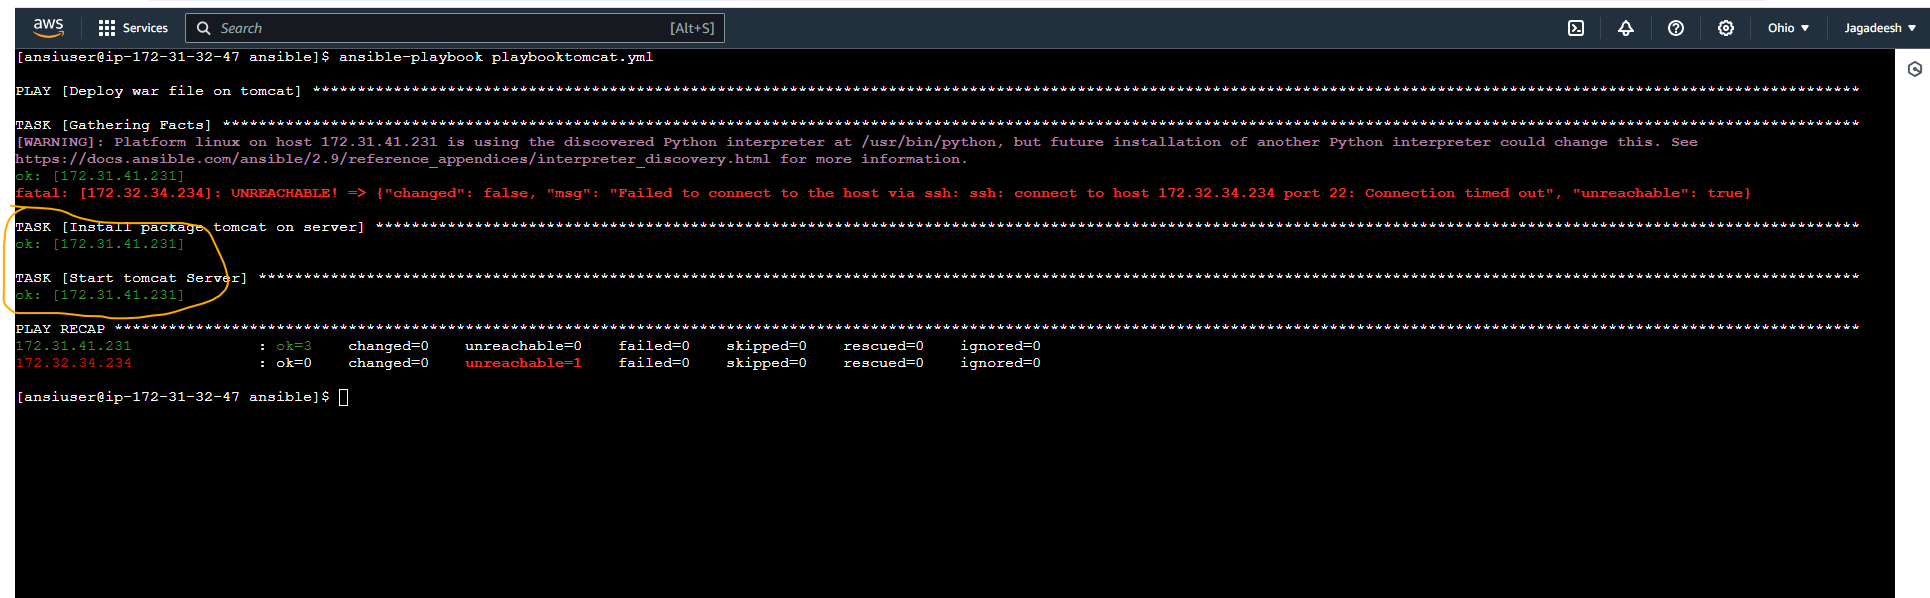 aws Services Search [Alt+S] Ohio Jagadeesh
[ansiuser@ip-172-31-32-47 ansible]$ ansible-playbook playbooktomcat.yml
PLAY [Deploy war file on tomcat] ****************************************************************************************************************************************************************************
TASK [Gathering Facts] **************************************************************************************************************************************************************************************
[WARNING]: Platform linux on host 172.31.41.231 is using the discovered Python interpreter at /usr/bin/python, but future installation of another Python interpreter could change this. See
https://docs.ansible.com/ansible/2.9/reference_appendices/interpreter_discovery.html for more information.
ok: [172.31.41.231]
fatal: [172.32.34.234]: UNREACHABLE! => {"changed": false, "msg": "Failed to connect to the host via ssh: ssh: connect to host 172.32.34.234 port 22: Connection timed out", "unreachable": true}
TASK [Install package tomcat on server] *********************************************************************************************************************************************************************
ok: [172.31.41.231]
TASK [Start tomcat Server] **********************************************************************************************************************************************************************************
ok: [172.31.41.231]
PLAY RECAP **************************************************************************************************************************************************************************************************
172.31.41.231 : ok=3 changed=0 unreachable=0 failed=0 skipped=0 rescued=0 ignored=0
172.32.34.234 : ok=0 changed=0 unreachable=1 failed=0 skipped=0 rescued=0 ignored=0
[ansiuser@ip-172-31-32-47 ansible]$